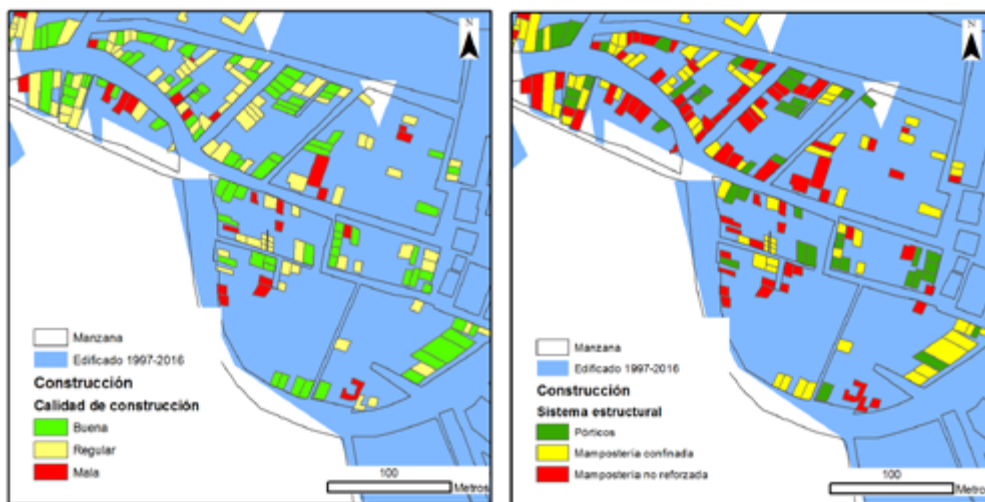 N
Manzana
Edificado 1997-2016
Construcción
Calidad de construcción
Buena
Regular
Mala
100
Metros
N
Manzana
Edificado 1997-2016
Construcción
Sistema estructural
Pórticos
Mampostería confinada
Mampostería no reforzada
100
Metro